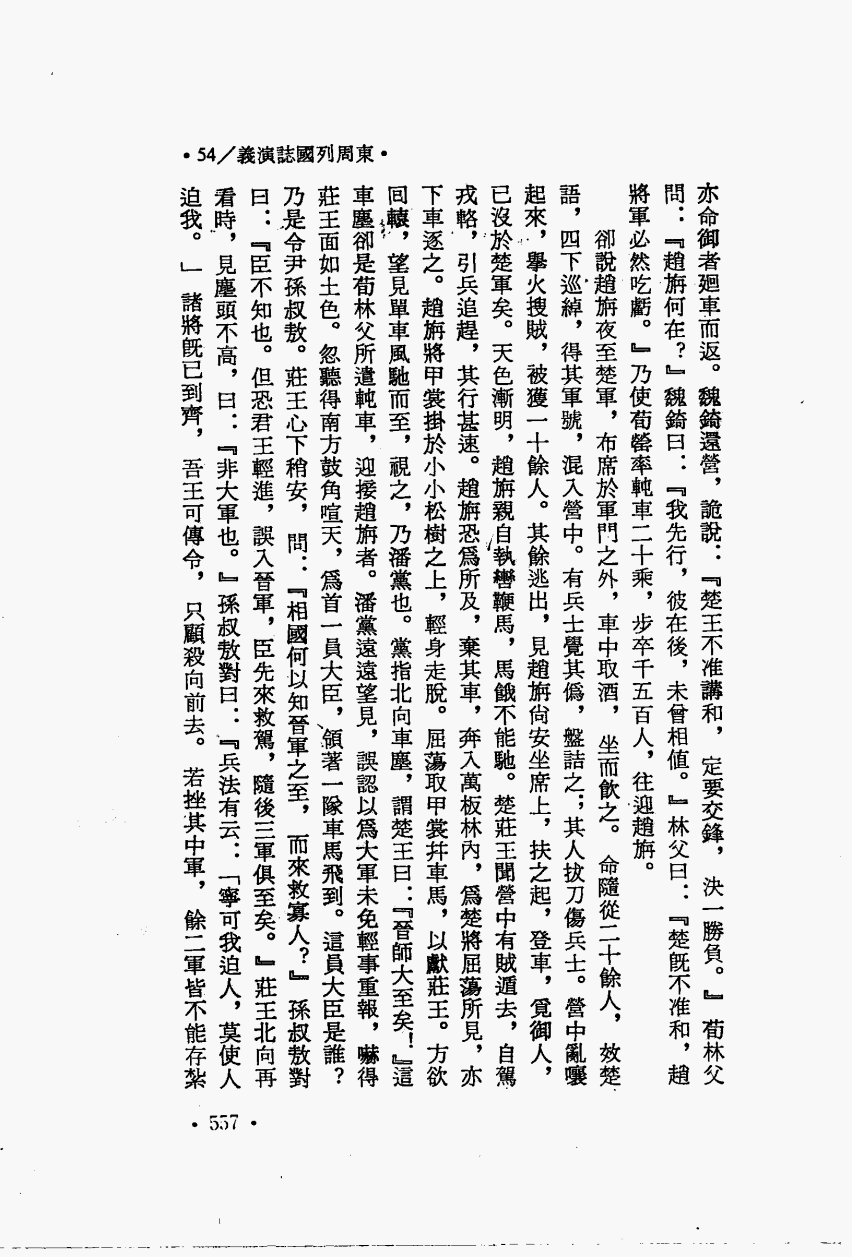 •東周列國誌演義／54•
亦命御者廻車而返。魏錡還營，詭說：『楚王不准講和，定要交鋒，決一勝負。』荀林父
問：『趙旃何在？』魏錡曰：『我先行，彼在後，未曾相值。』林父曰：『楚旣不准和，趙
將軍必然吃虧。』乃使荀罃率軘車二十乘，步卒千五百人，往迎趙旃。
卻說趙旃夜至楚軍，布席於軍門之外，車中取酒，坐而飮之。命隨從二十餘人，效楚
語，四下巡綽，得其軍號，混入營中。有兵士覺其僞，盤詰之；其人拔刀傷兵士。營中亂嚷
起來，擧火搜賊，被獲一十餘人。其餘逃出，見趙旃尙安坐席上，扶之起，登車，覓御人，
已沒於楚軍矣。天色漸明，趙旃親自執轡鞭馬，馬餓不能馳。楚莊王聞營中有賊遁去，自駕
戎輅，引兵追趕，其行甚速。趙旃恐爲所及，棄其車，奔入萬板林內，爲楚將屈蕩所見，亦
下車逐之。趙旃將甲裳掛於小小松樹之上，輕身走脫。屈蕩取甲裳幷車馬，以獻莊王。方欲
回轅，望見單車風馳而至，視之，乃潘黨也。黨指北向車塵，謂楚王曰：『晉師大至矣！』這
車塵卻是荀林父所遣軘車，迎接趙旃者。潘黨遠遠望見，誤認以爲大軍未免輕事重報，嚇得
莊王面如土色。忽聽得南方鼓角喧天，爲首一員大臣，領著一隊車馬飛到。這員大臣是誰？
乃是令尹孫叔敖。莊王心下稍安，問：『相國何以知晉軍之至，而來救寡人？』孫叔敖對
曰：『臣不知也。但恐君王輕進，誤入晉軍，臣先來救駕，隨後三軍俱至矣。』莊王北向再
看時，見塵頭不高，曰：『非大軍也。』孫叔敖對曰：『兵法有云：「寧可我迫人，莫使人
迫我。」諸將旣已到齊，吾王可傳令，只顧殺向前去。若挫其中軍，餘二軍皆不能存紮
•557•